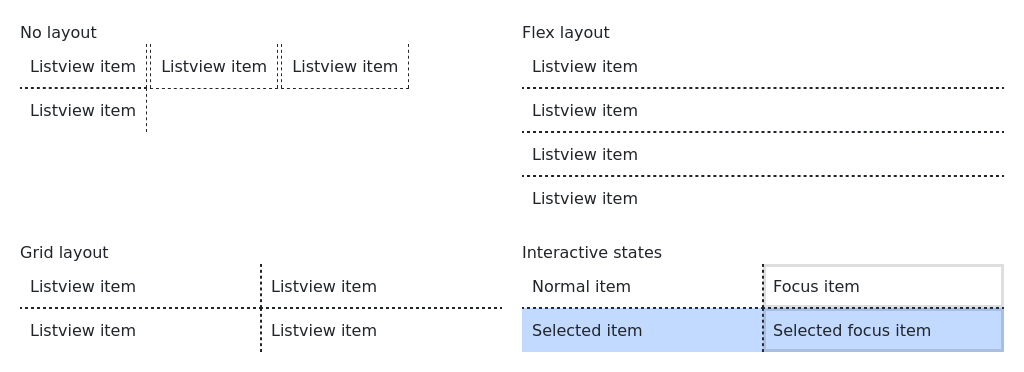 No layout
Listview item Listview item Listview item
Listview item
Flex layout
Listview item
Listview item
Listview item
Listview item
Grid layout
Listview item Listview item
Listview item Listview item
Interactive states
Normal item Focus item
Selected item Selected focus item